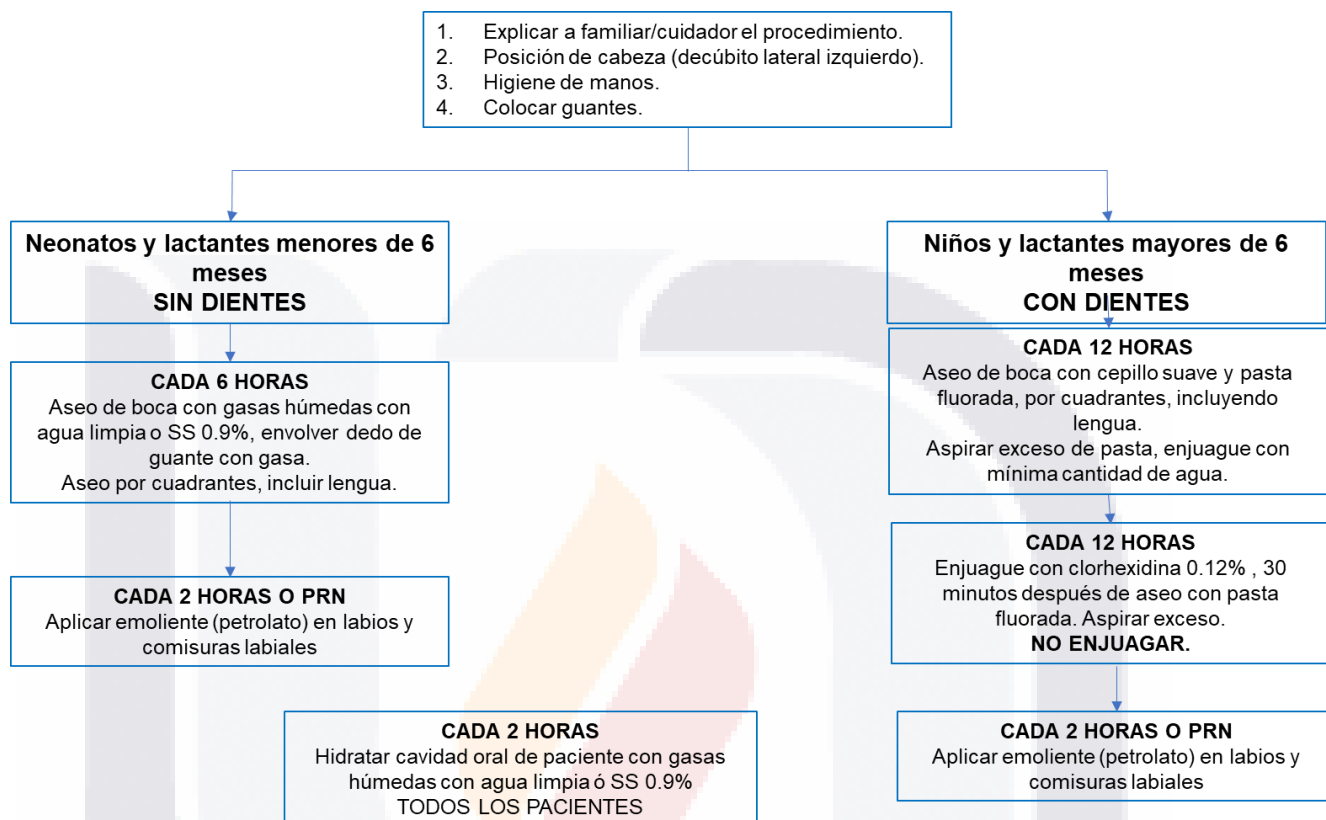 1. Explicar a familiar/cuidador el procedimiento.
2. Posición de cabeza (decúbito lateral izquierdo).
3. Higiene de manos.
4. Colocar guantes.
Neonatos y lactantes menores de 6
meses
SIN DIENTES
CADA 6 HORAS
Aseo de boca con gasas húmedas con
agua limpia o SS 0.9%, envolver dedo de
guante con gasa.
Aseo por cuadrantes, incluir lengua.
CADA 2 HORAS O PRN
Aplicar emoliente (petrolato) en labios y
comisuras labiales
Niños y lactantes mayores de 6
meses
CON DIENTES
CADA 12 HORAS
Aseo de boca con cepillo suave y pasta
fluorada, por cuadrantes, incluyendo
lengua.
Aspirar exceso de pasta, enjuague con
mínima cantidad de agua.
CADA 12 HORAS
Enjuague con clorhexidina 0.12% , 30
minutos después de aseo con pasta
fluorada. Aspirar exceso.
NO ENJUAGAR.
CADA 2 HORAS O PRN
Aplicar emoliente (petrolato) en labios y
comisuras labiales
CADA 2 HORAS
Hidratar cavidad oral de paciente con gasas
húmedas con agua limpia ó SS 0.9%
TODOS LOS PACIENTES